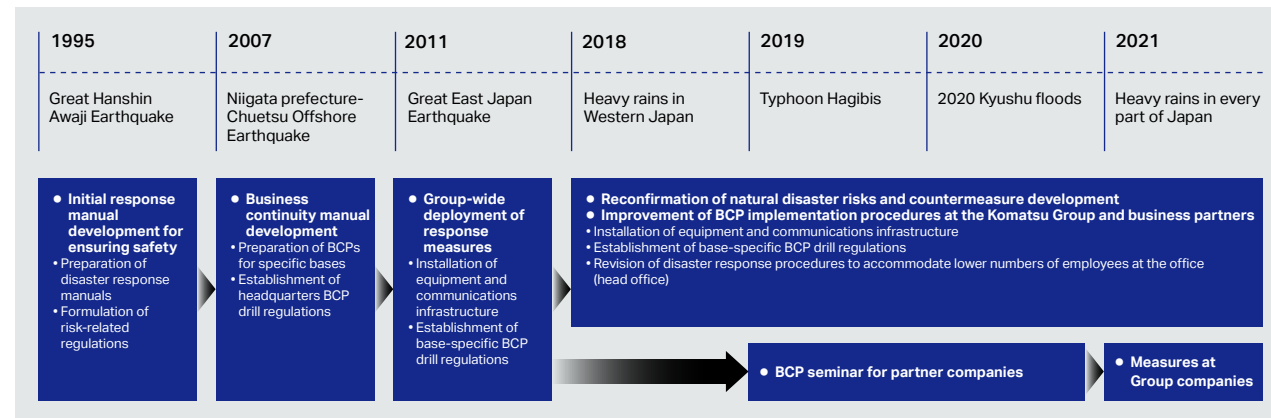 1995
2007
2011
2018
2019
2020
2021
Great Hanshin
Awaji Earthquake
Niigata prefecture-
Chuetsu Offshore
Earthquake
Great East Japan
Earthquake
Heavy rains in
Western Japan
Typhoon Hagibis
2020 Kyushu floods
Heavy rains in every
part of Japan
● Initial response
manual
development for
ensuring safety
• Preparation of
disaster response
manuals
• Formulation of
risk-related
regulations
● Business
continuity manual
development
• Preparation of BCPs
for specific bases
• Establishment of
headquarters BCP
drill regulations
● Group-wide
deployment of
response
measures
• Installation of
equipment and
communications
infrastructure
• Establishment of
base-specific BCP
drill regulations
● Reconfirmation of natural disaster risks and countermeasure development
● Improvement of BCP implementation procedures at the Komatsu Group and business partners
• Installation of equipment and communications infrastructure
• Establishment of base-specific BCP drill regulations
• Revision of disaster response procedures to accommodate lower numbers of employees at the office
(head office)
● BCP seminar for partner companies
● Measures at
Group companies